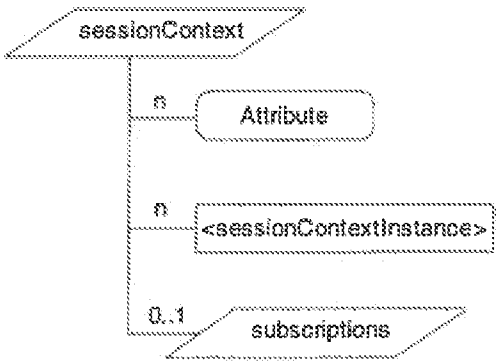 sessionContext
n
Attribute
n
<sessionContextInstance>
0..1
subscriptions